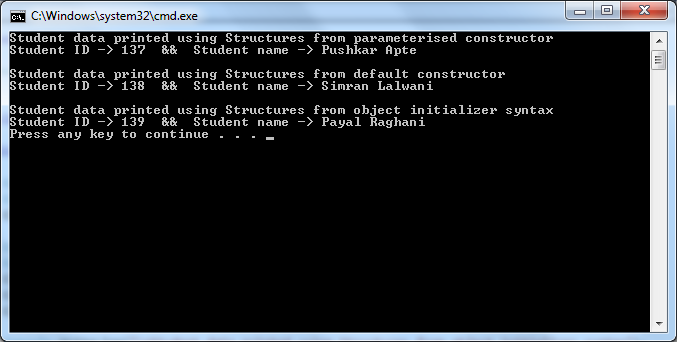 C:\Windows\system32\cmd.exe
Student data printed using Structures from parameterised constructor
Student ID -> 137  &&  Student name -> Pushkar Apte
Student data printed using Structures from default constructor
Student ID -> 138  &&  Student name -> Simran Lalwani
Student data printed using Structures from object initializer syntax
Student ID -> 139  &&  Student name -> Payal Raghani
Press any key to continue . . . _